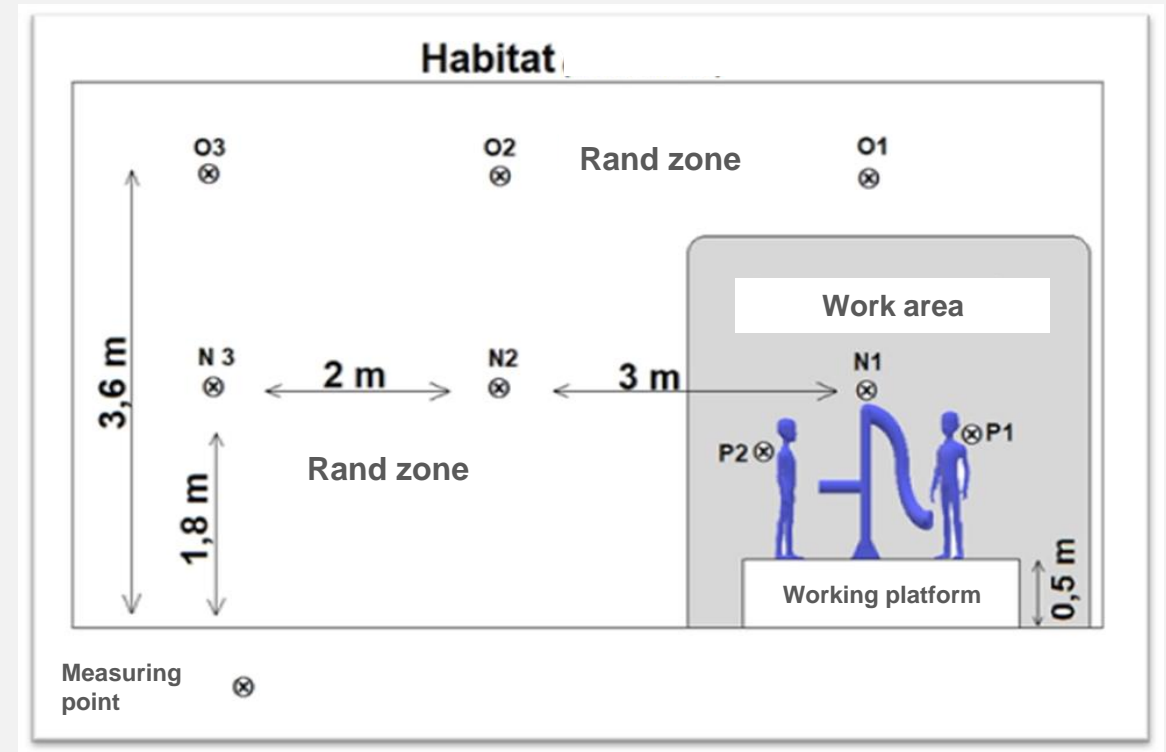 Habitat
O3
O2
Rand zone
O1
Work area
3,6 m
N 3
2 m
N2
3 m
N1
P2
P1
Rand zone
1,8 m
Working platform
0,5 m
Measuring
point